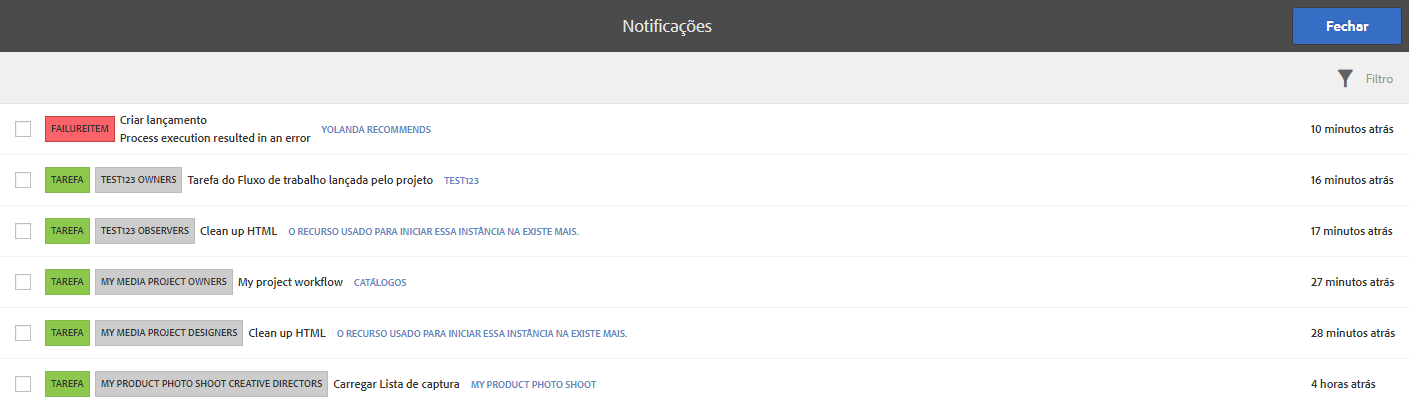 Notificações
Fechar
Filtro
FAILUREITEM Criar lançamento
Process execution resulted in an error YOLANDA RECOMMENDS 10 minutos atrás
TAREFA TEST123 OWNERS Tarefa do Fluxo de trabalho lançada pelo projeto TEST123 16 minutos atrás
TAREFA TEST123 OBSERVERS Clean up HTML O RECURSO USADO PARA INICIAR ESSA INSTÂNCIA NA EXISTE MAIS. 17 minutos atrás
TAREFA MY MEDIA PROJECT OWNERS My project workflow CATÁLOGOS 27 minutos atrás
TAREFA MY MEDIA PROJECT DESIGNERS Clean up HTML O RECURSO USADO PARA INICIAR ESSA INSTÂNCIA NA EXISTE MAIS. 28 minutos atrás
TAREFA MY PRODUCT PHOTO SHOOT CREATIVE DIRECTORS Carregar Lista de captura MY PRODUCT PHOTO SHOOT 4 horas atrás